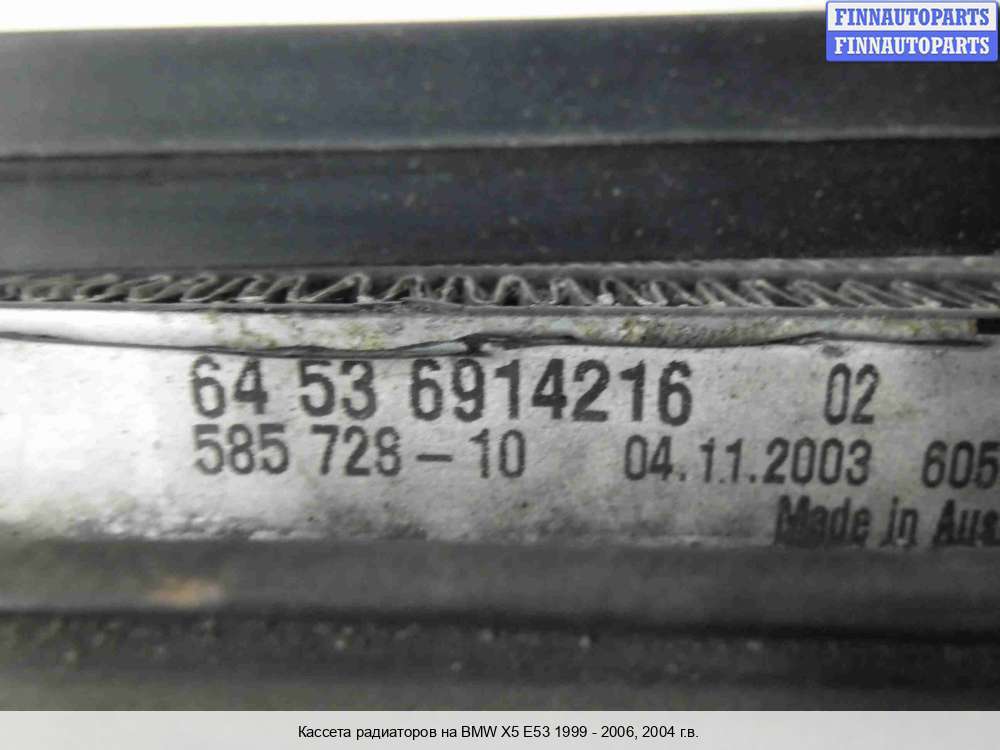 FINNAUTOPARTS
FINNAUTOPARTS
64 53 6914216 02
585 728-10 04.11.2003 605
Made in Aus
Кассета радиаторов на BMW X5 E53 1999 - 2006, 2004 г.в.